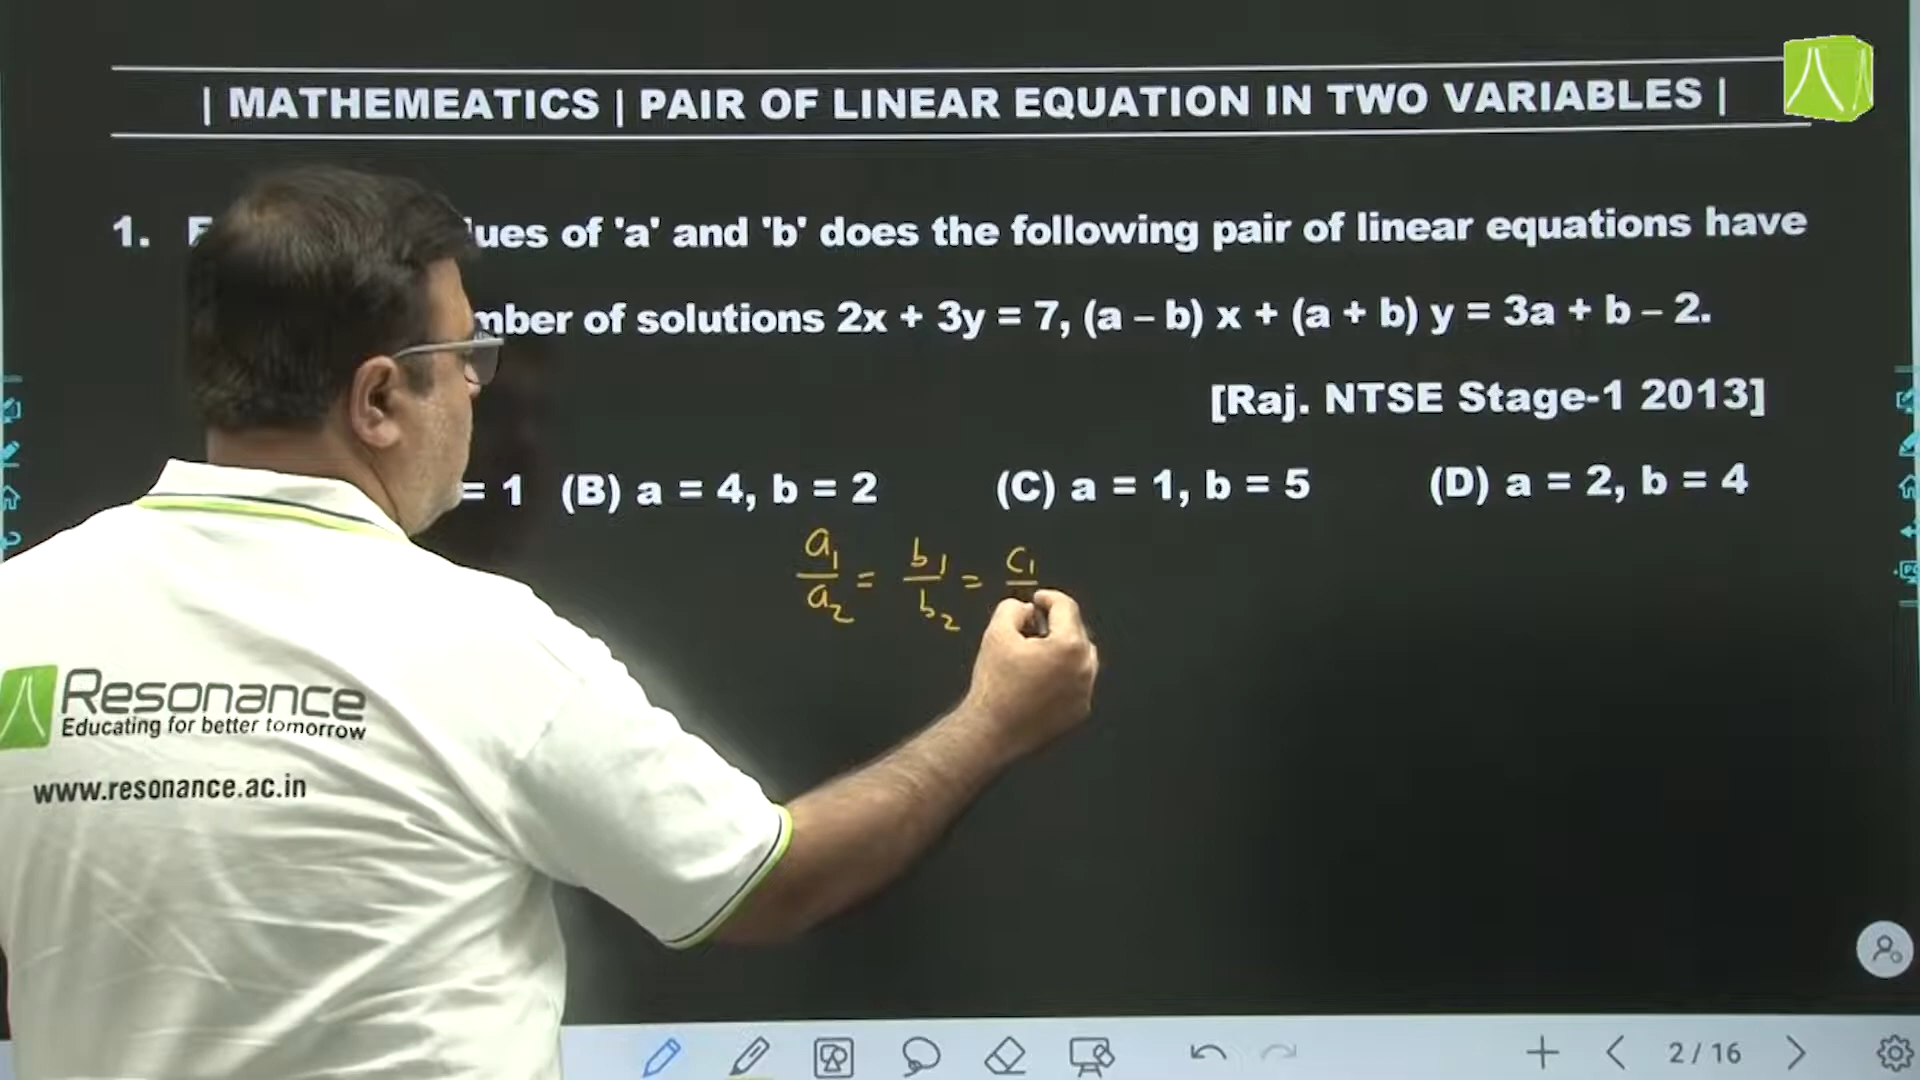 | MATHEMEATICS | PAIR OF LINEAR EQUATION IN TWO VARIABLES |
1. of 'a' and 'b' does the following pair of linear equations have
of solutions 2x + 3y = 7, (a – b) x + (a + b) y = 3a + b – 2.
[Raj. NTSE Stage-1 2013]
= 1 (B) a = 4, b = 2 (C) a = 1, b = 5 (D) a = 2, b = 4
a₁/a₂ = b₁/b₂ = c₁
Resonance
Educating for better tomorrow
www.resonance.ac.in
2 / 16